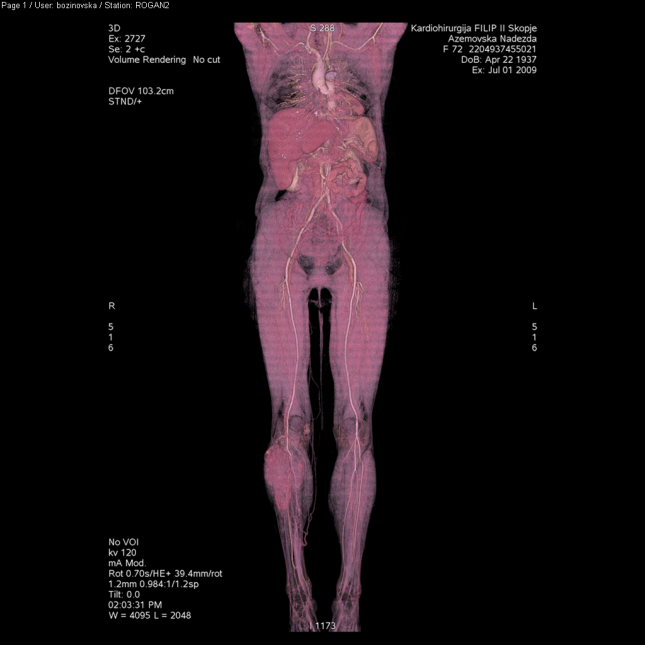 Page 1 / User: bozinovska / Station: ROGAN2
3D
Ex: 2727
Se: 2 +c
Volume Rendering No cut
DFOV 103.2cm
STND/+
S 288
Kardiohirurgija FILIP II Skopje
Azemovska Nadezda
F 72 2204937455021
DoB: Apr 22 1937
Ex: Jul 01 2009
R
5
1
6
L
5
1
6
No VOI
kv 120
mA Mod.
Rot 0.70s/HE+ 39.4mm/rot
1.2mm 0.984:1/1.2sp
Tilt: 0.0
02:03:31 PM
W = 4095 L = 2048
I 1173